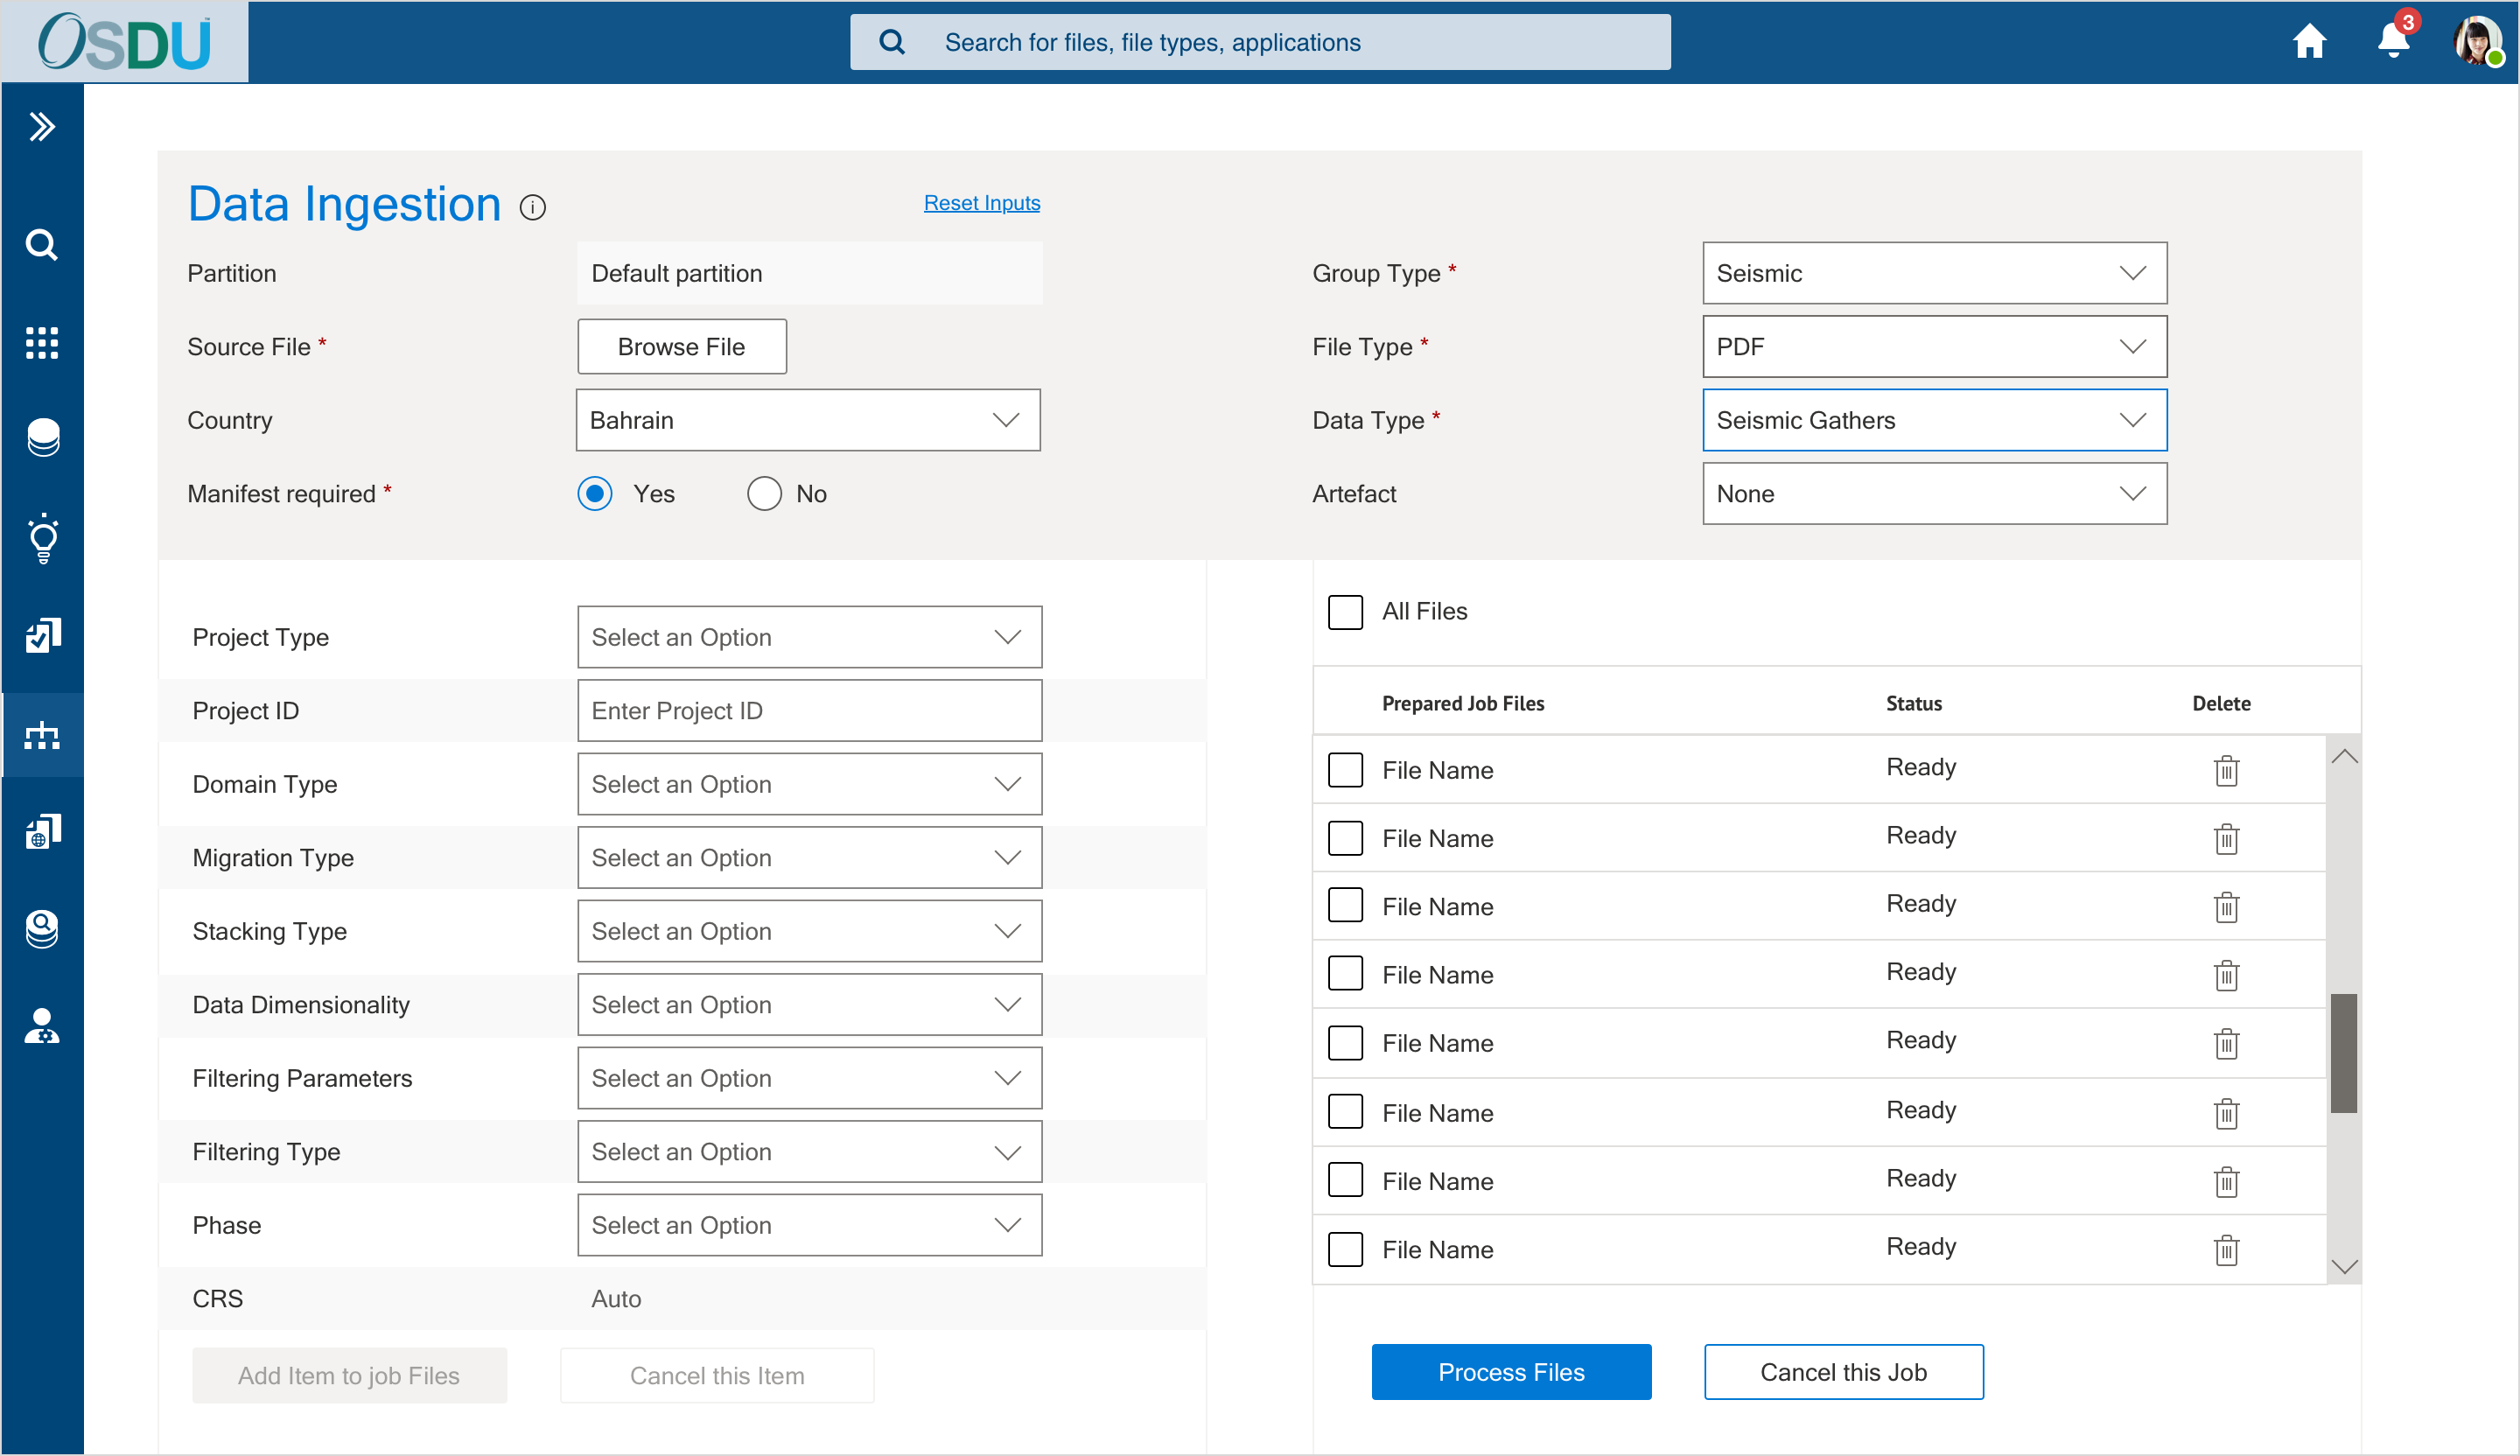 OSDU™
Search for files, file types, applications
3
Data Ingestion
Reset Inputs
Partition
Default partition
Group Type *
Seismic
Source File *
Browse File
File Type *
PDF
Country
Bahrain
Data Type *
Seismic Gathers
Manifest required *
Yes
No
Artefact
None
Project Type
Select an Option
Project ID
Enter Project ID
Domain Type
Select an Option
Migration Type
Select an Option
Stacking Type
Select an Option
Data Dimensionality
Select an Option
Filtering Parameters
Select an Option
Filtering Type
Select an Option
Phase
Select an Option
CRS
Auto
Add Item to job Files
Cancel this Item
All Files
Prepared Job Files Status Delete
File Name Ready
File Name Ready
File Name Ready
File Name Ready
File Name Ready
File Name Ready
File Name Ready
File Name Ready
Process Files
Cancel this Job